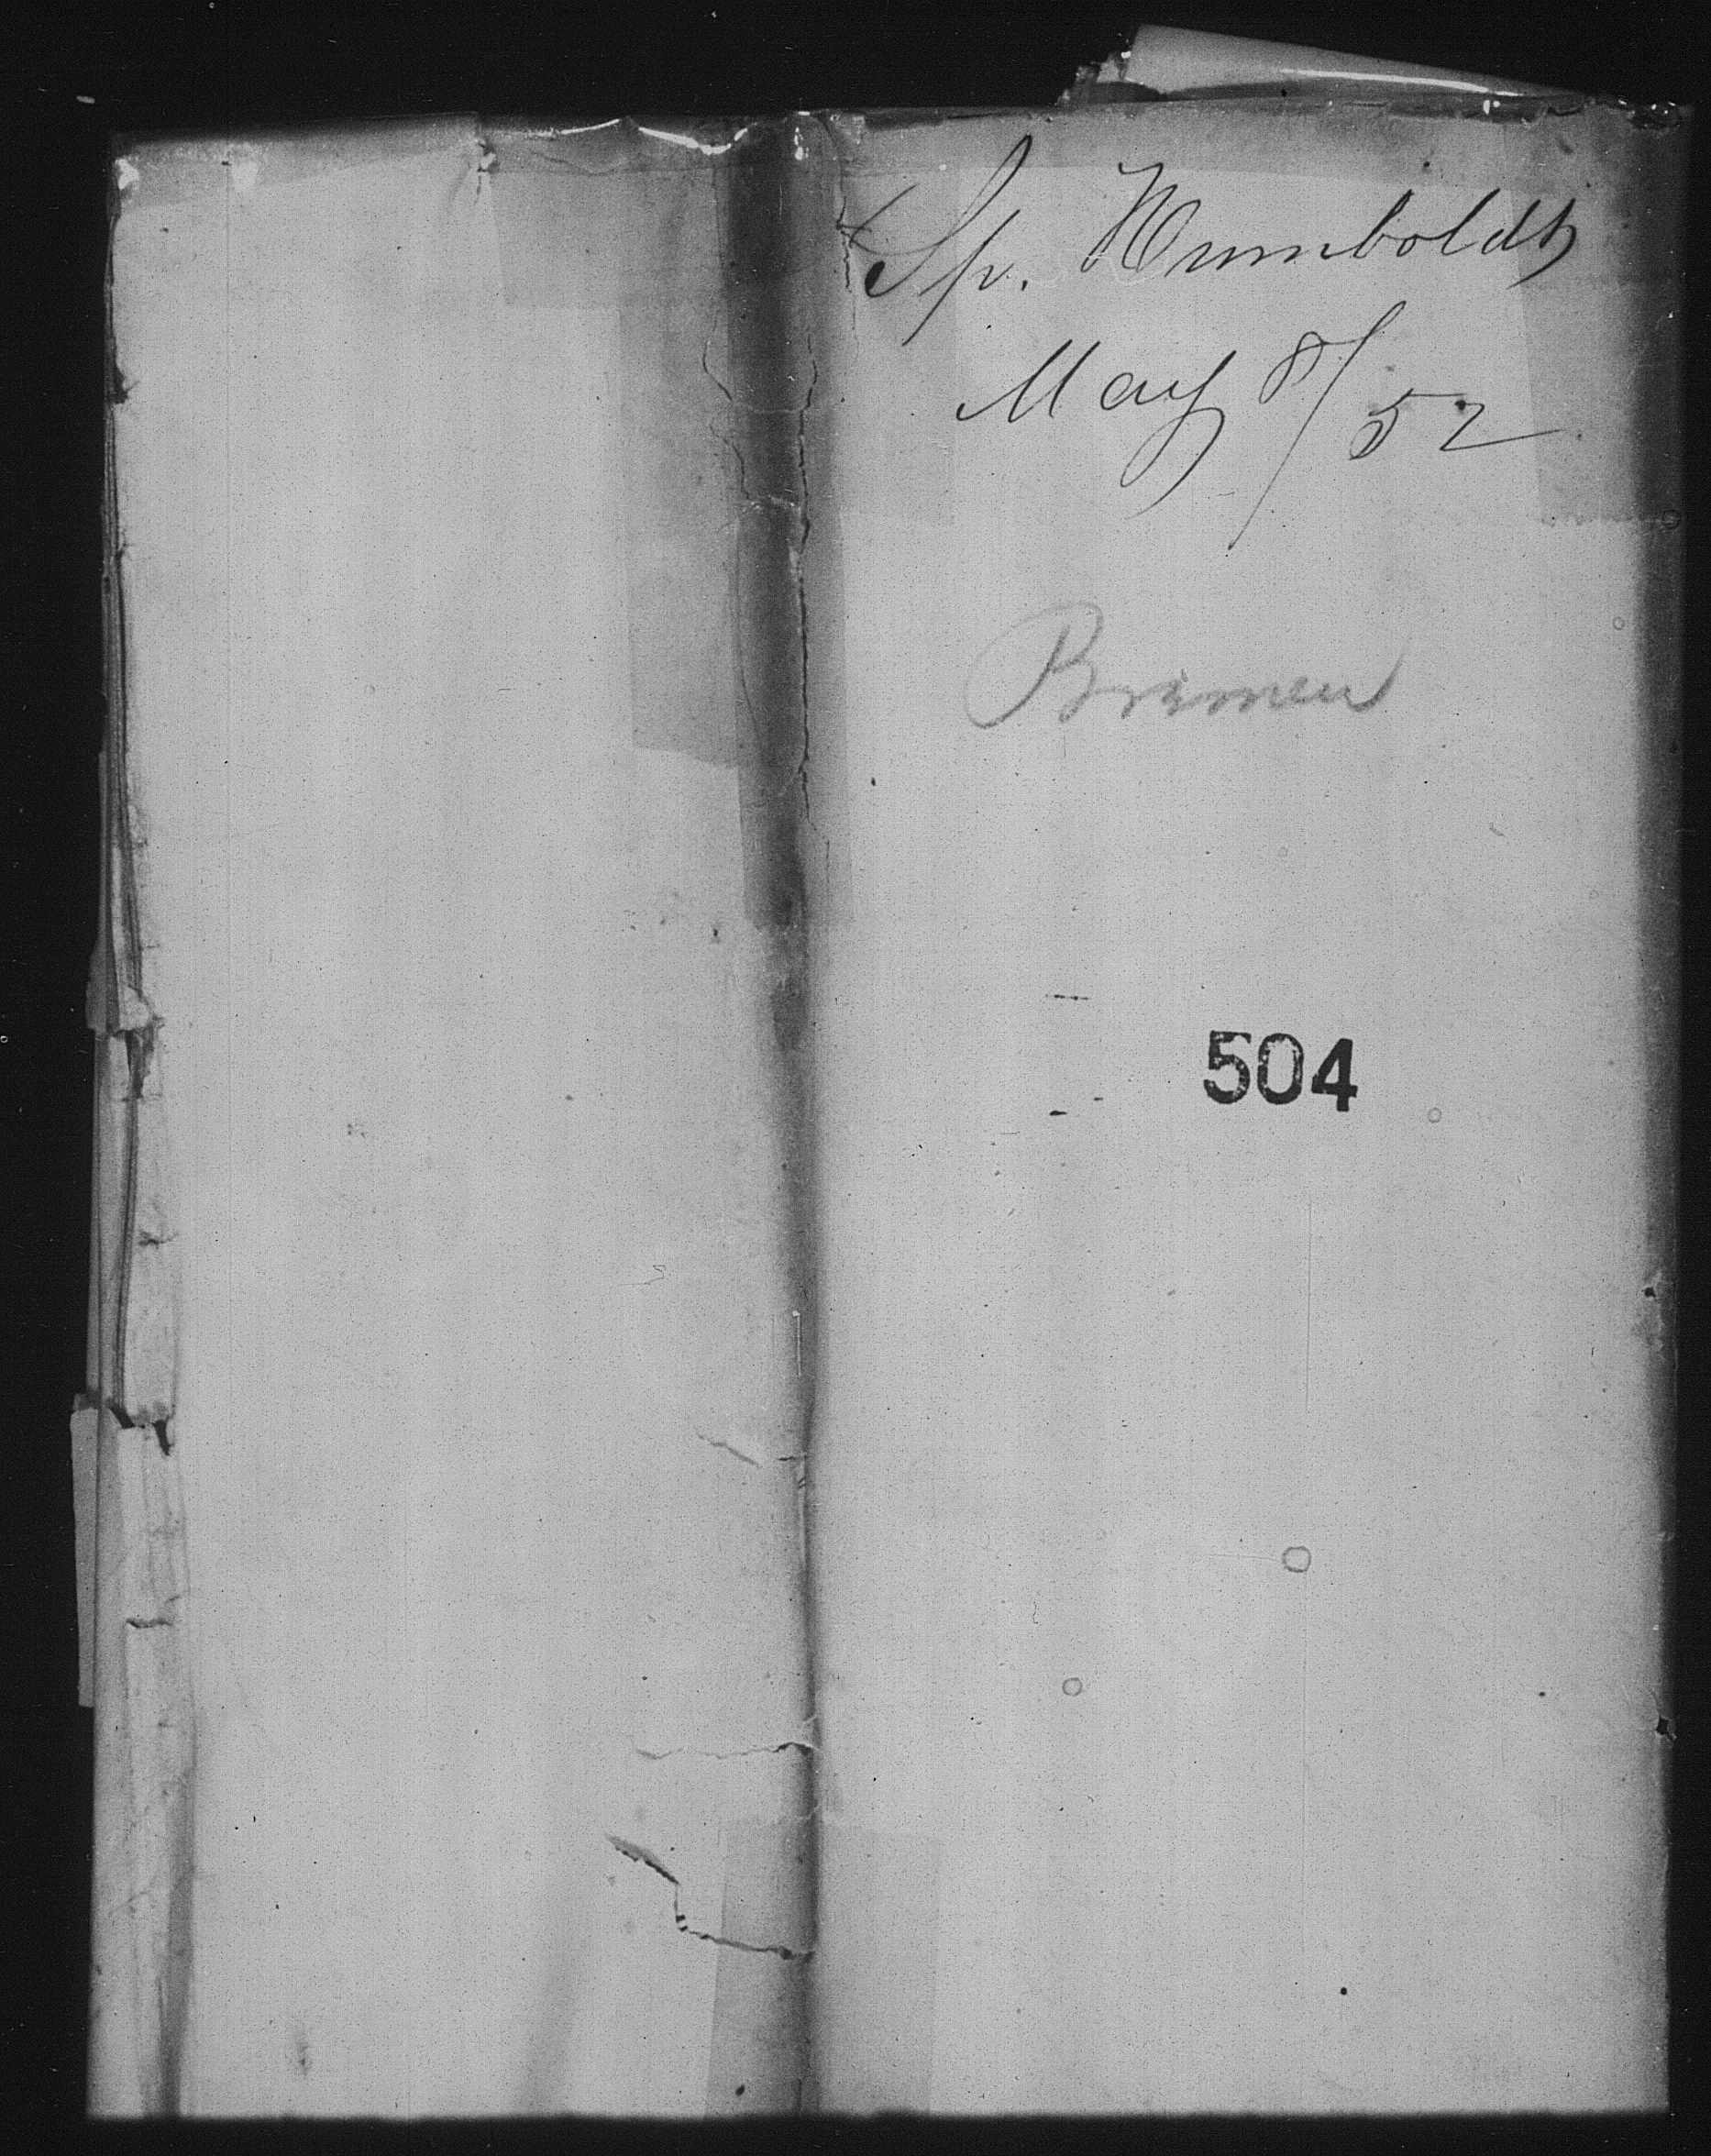 Sp. Humboldt
May 8/52
Bremen
504